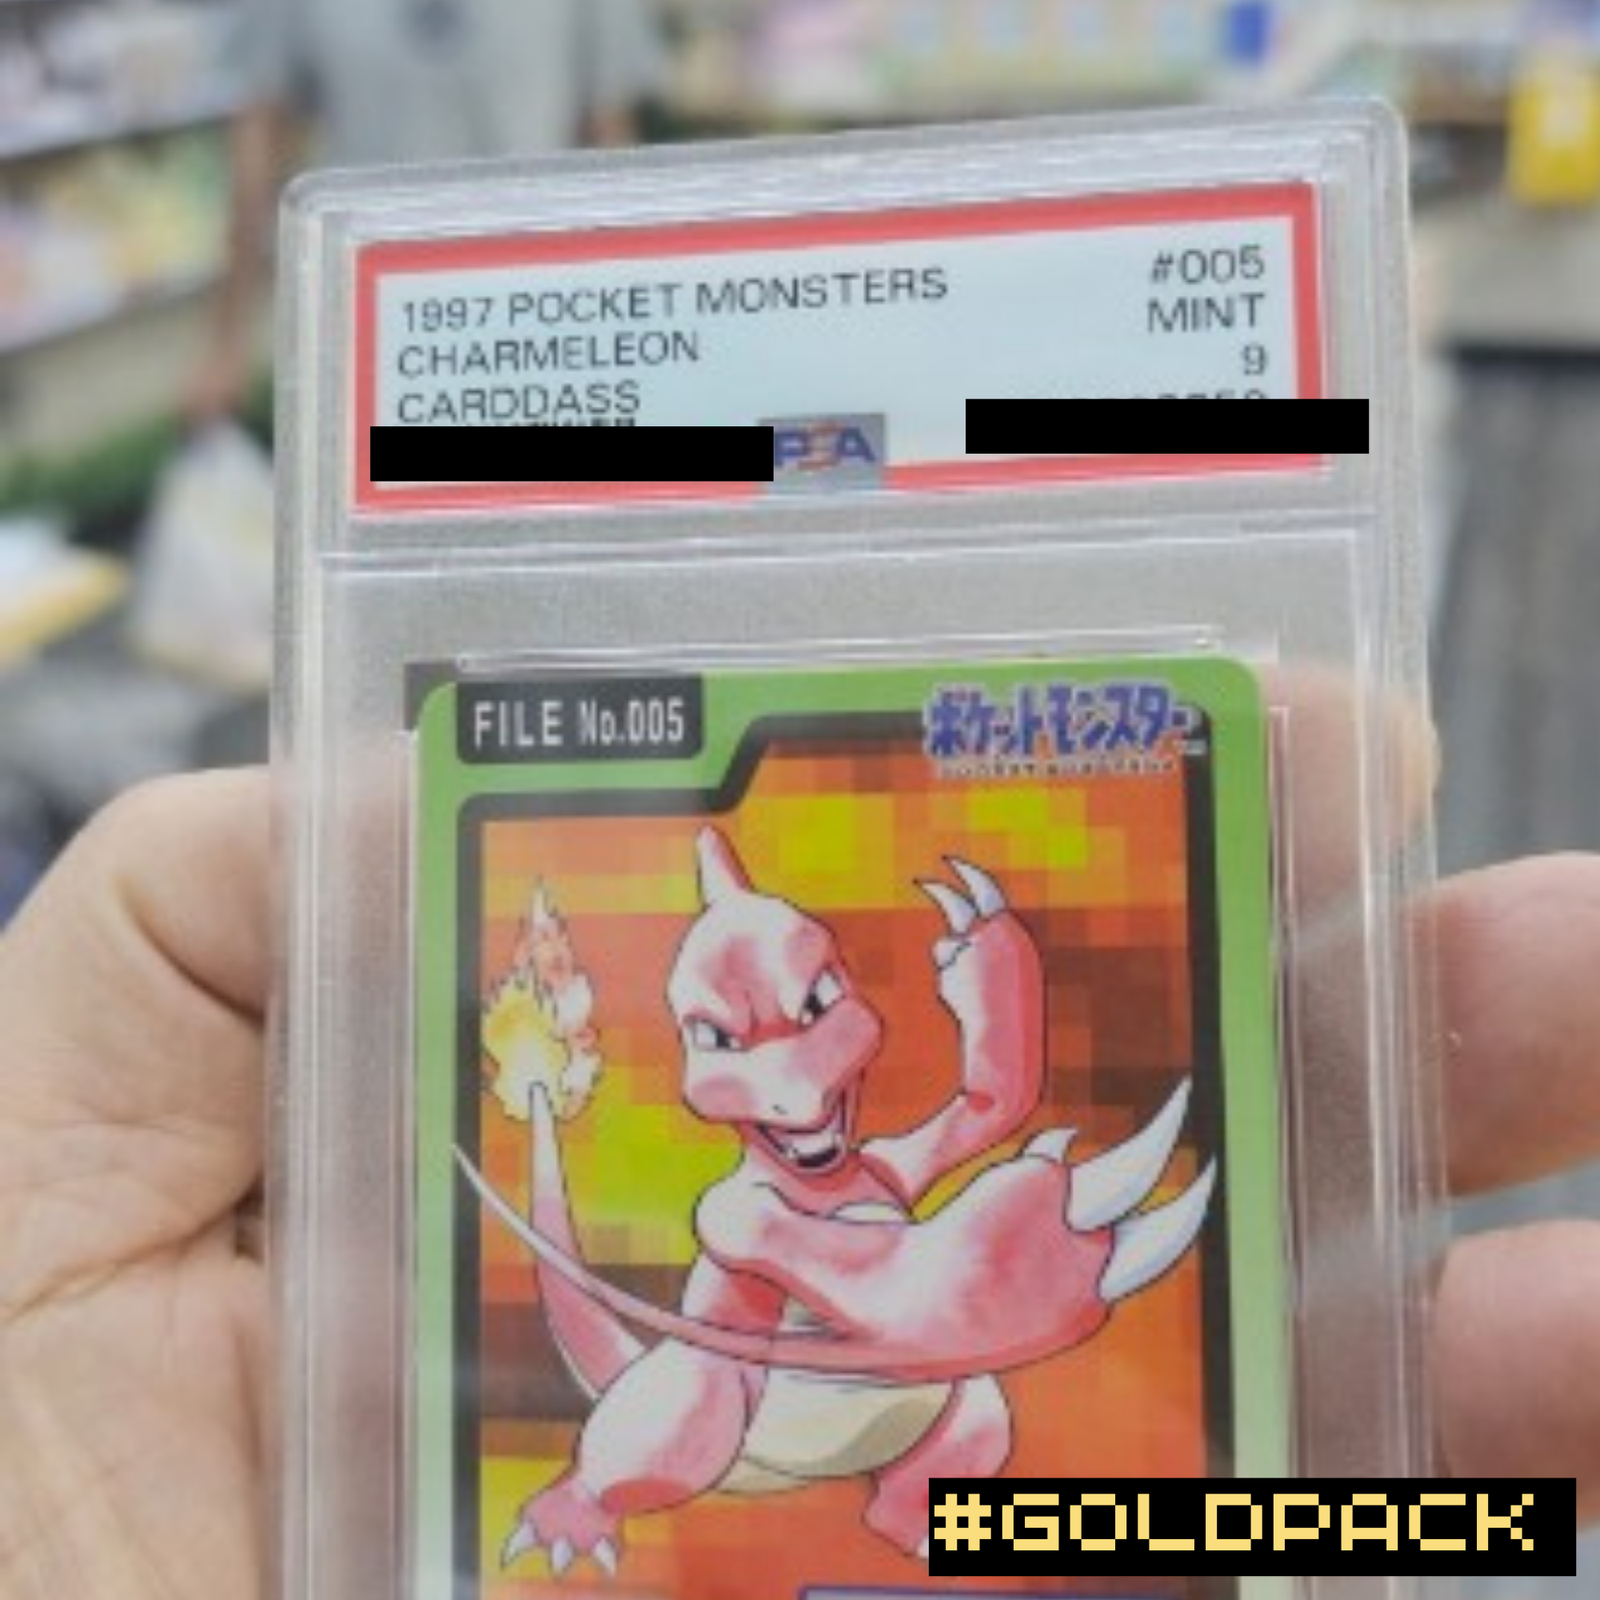 1997 POCKET MONSTERS #005
CHARMELEON MINT
CARDDASS 9
PSA
FILE No.005
ポケットモンスター
#GOLDPACK